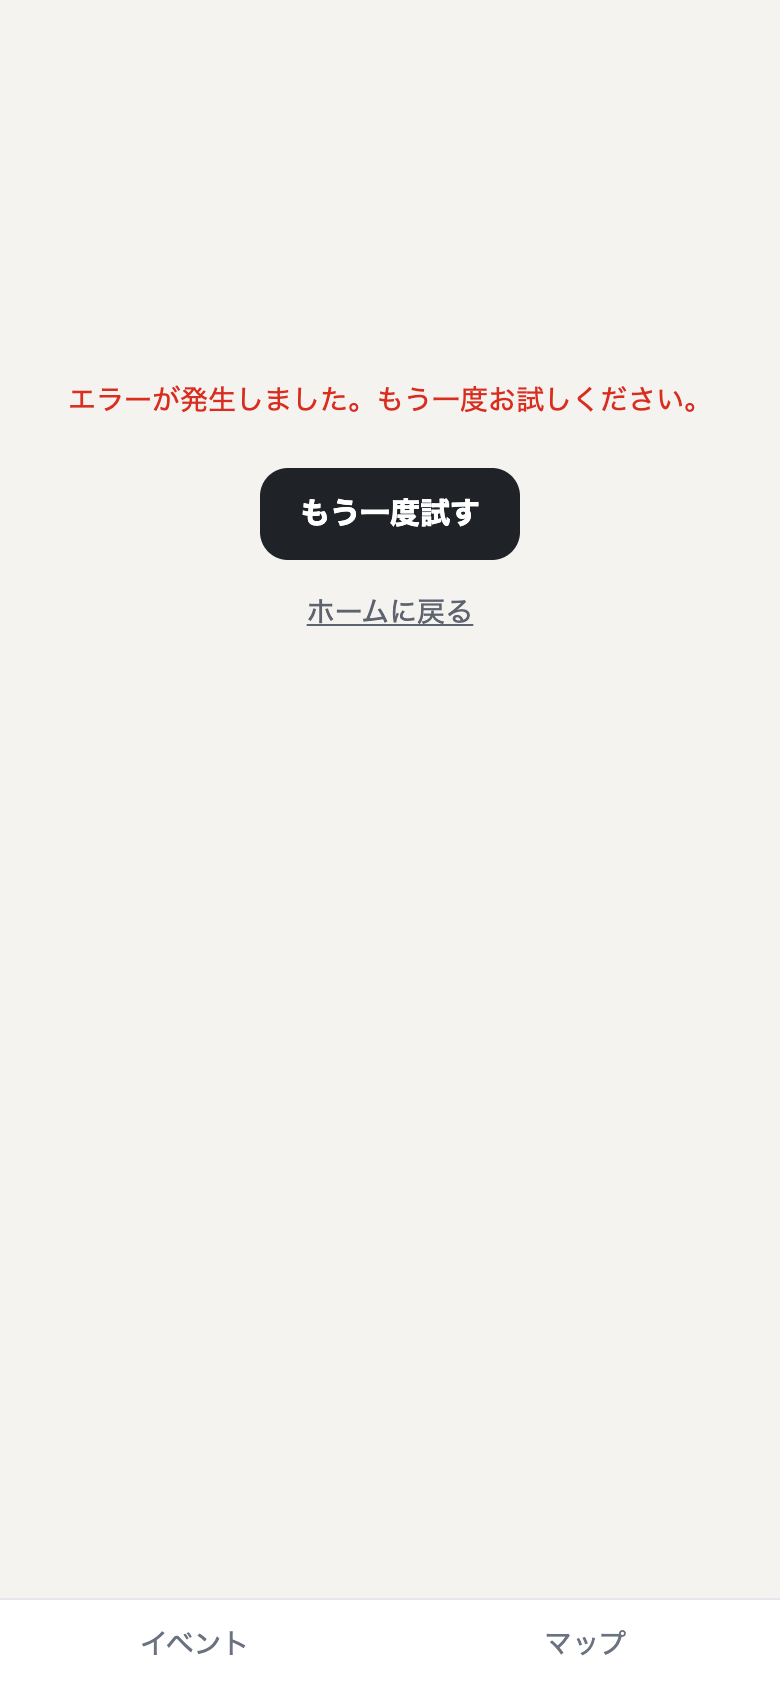 エラーが発生しました。もう一度お試しください。
もう一度試す
ホームに戻る
イベント
マップ